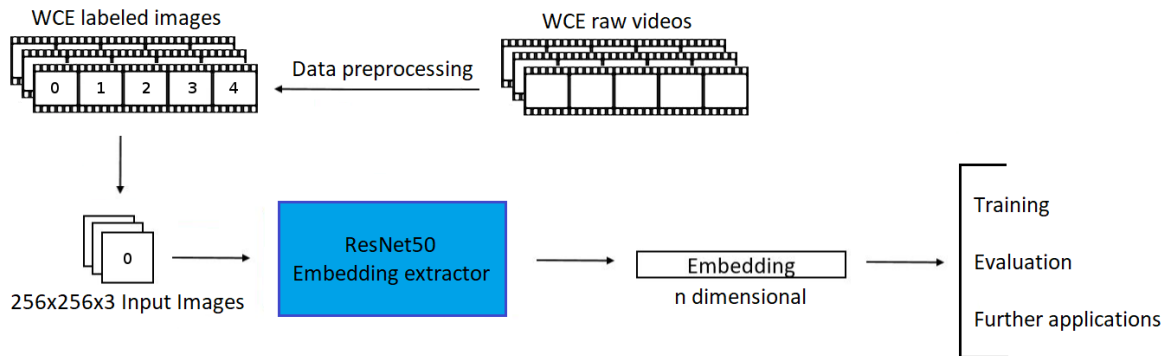 WCE labeled images
WCE raw videos
Data preprocessing
0 1 2 3 4
0
256x256x3 Input Images
ResNet50
Embedding extractor
Embedding
n dimensional
Training
Evaluation
Further applications